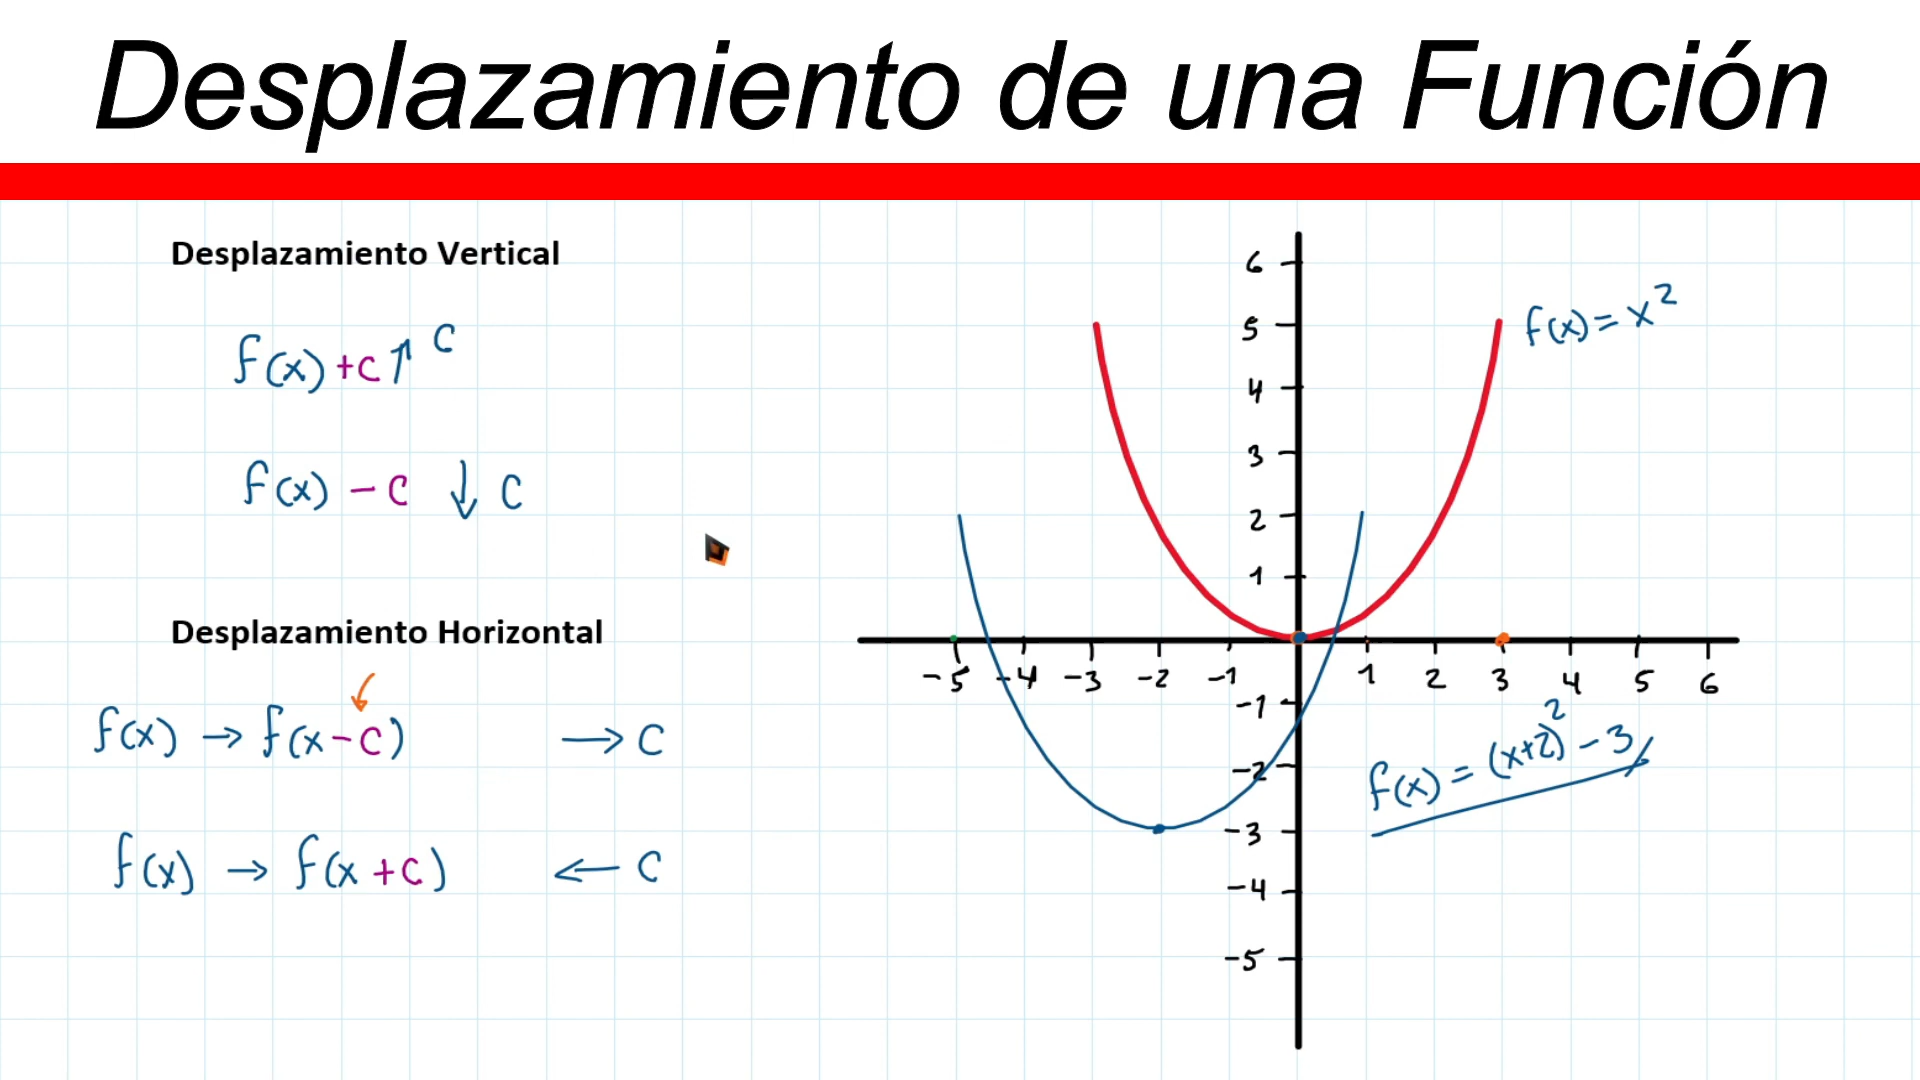 Desplazamiento de una Función
Desplazamiento Vertical
f(x) +c ↑ c
f(x) - c ↓ c
Desplazamiento Horizontal
f(x) → f(x-c) → c
f(x) → f(x+c) ← c
6
5
4
3
2
1
-5 -4 -3 -2 -1 1 2 3 4 5 6
-1
-2
-3
-4
-5
f(x) = x²
f(x) = (x+2)² - 3